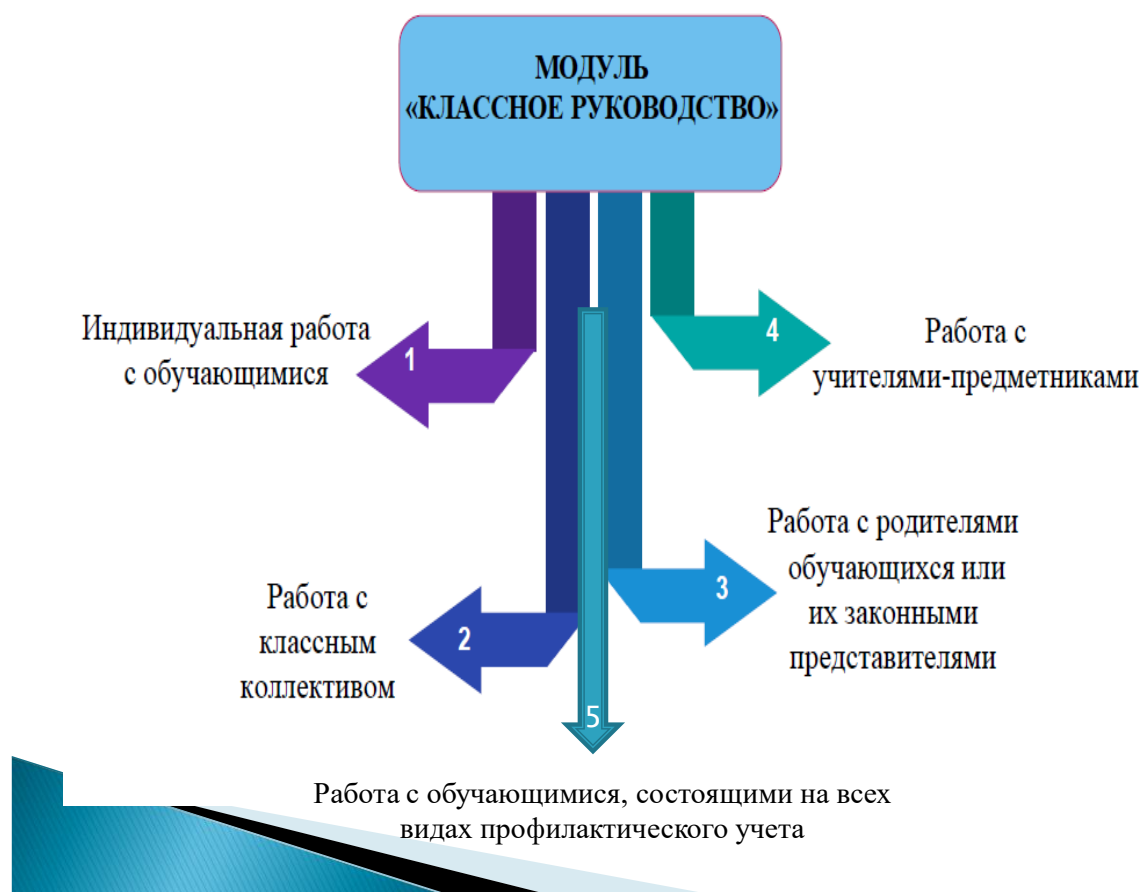 МОДУЛЬ
«КЛАССНОЕ РУКОВОДСТВО»
Индивидуальная работа
с обучающимися
1
4
Работа с
учителями-предметниками
Работа с
классным
коллективом
2
3
Работа с родителями
обучающихся или
их законными
представителями
5
Работа с обучающимися, состоящими на всех
видах профилактического учета